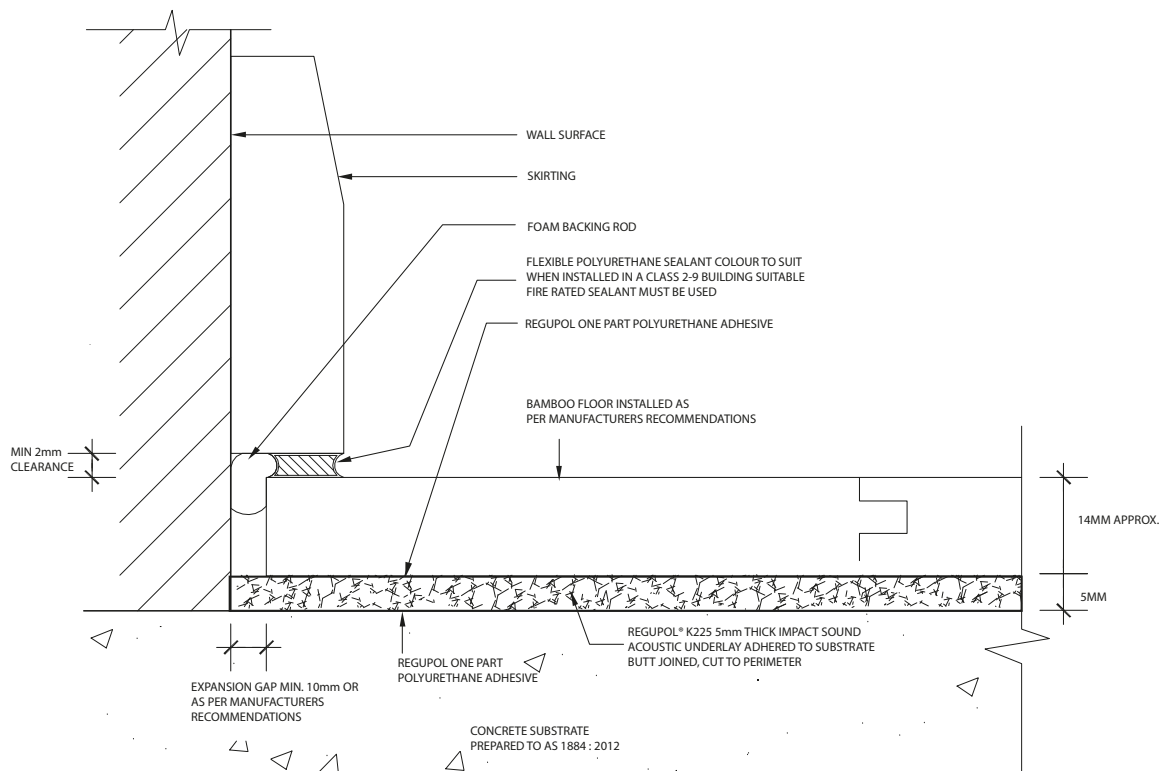 WALL SURFACE
SKIRTING
FOAM BACKING ROD
FLEXIBLE POLYURETHANE SEALANT COLOUR TO SUIT
WHEN INSTALLED IN A CLASS 2-9 BUILDING SUITABLE
FIRE RATED SEALANT MUST BE USED
REGUPOL ONE PART POLYURETHANE ADHESIVE
BAMBOO FLOOR INSTALLED AS
PER MANUFACTURERS RECOMMENDATIONS
MIN 2mm
CLEARANCE
14MM APPROX.
5MM
REGUPOL® K225 5mm THICK IMPACT SOUND
ACOUSTIC UNDERLAY ADHERED TO SUBSTRATE
BUTT JOINED, CUT TO PERIMETER
REGUPOL ONE PART
POLYURETHANE ADHESIVE
EXPANSION GAP MIN. 10mm OR
AS PER MANUFACTURERS
RECOMMENDATIONS
CONCRETE SUBSTRATE
PREPARED TO AS 1884 : 2012